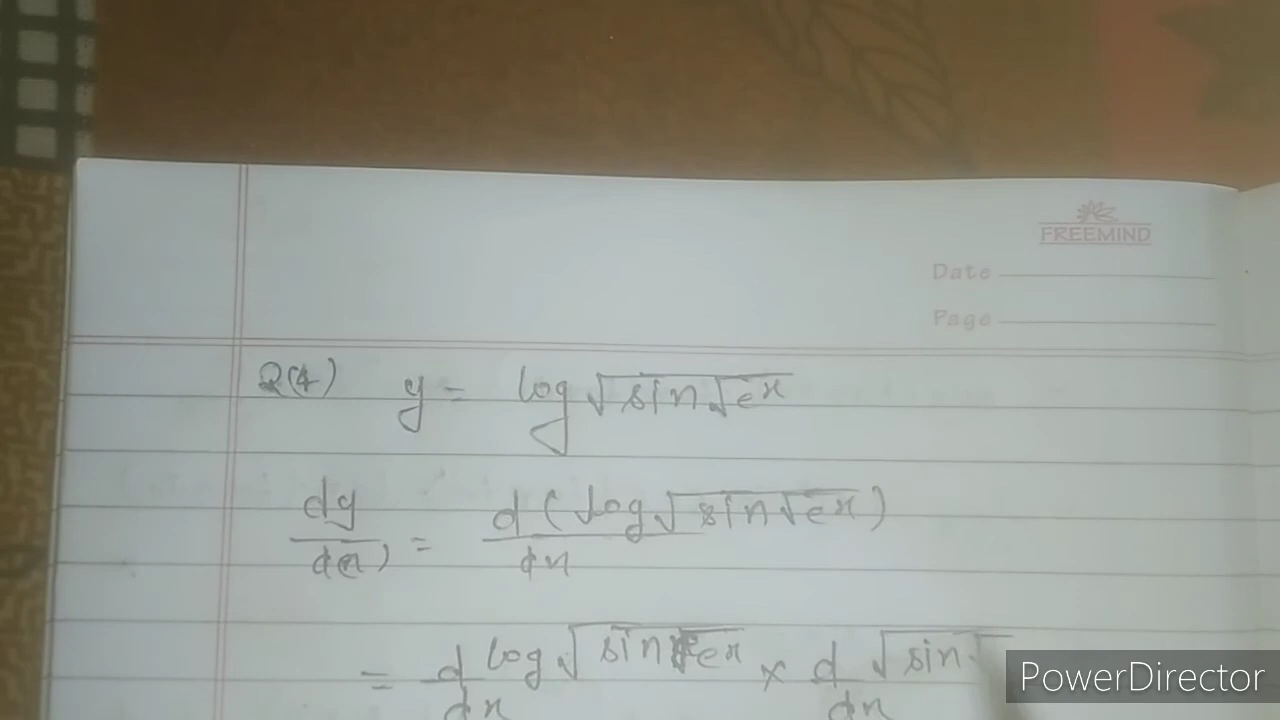 FREEMIND
Date
Page
Q(4) y = log √sin√eˣ
dy/d(x) = d(log√sin√eˣ)/dx
= d/dx log√sin√eˣ × d/dx √sin√
PowerDirector